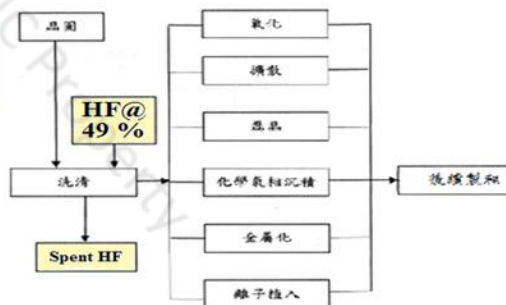 晶圓
氧化
擴散
HF@
49 %
磊晶
洗清
化學氣相沉積
後續製程
金屬化
Spent HF
離子植入
Property